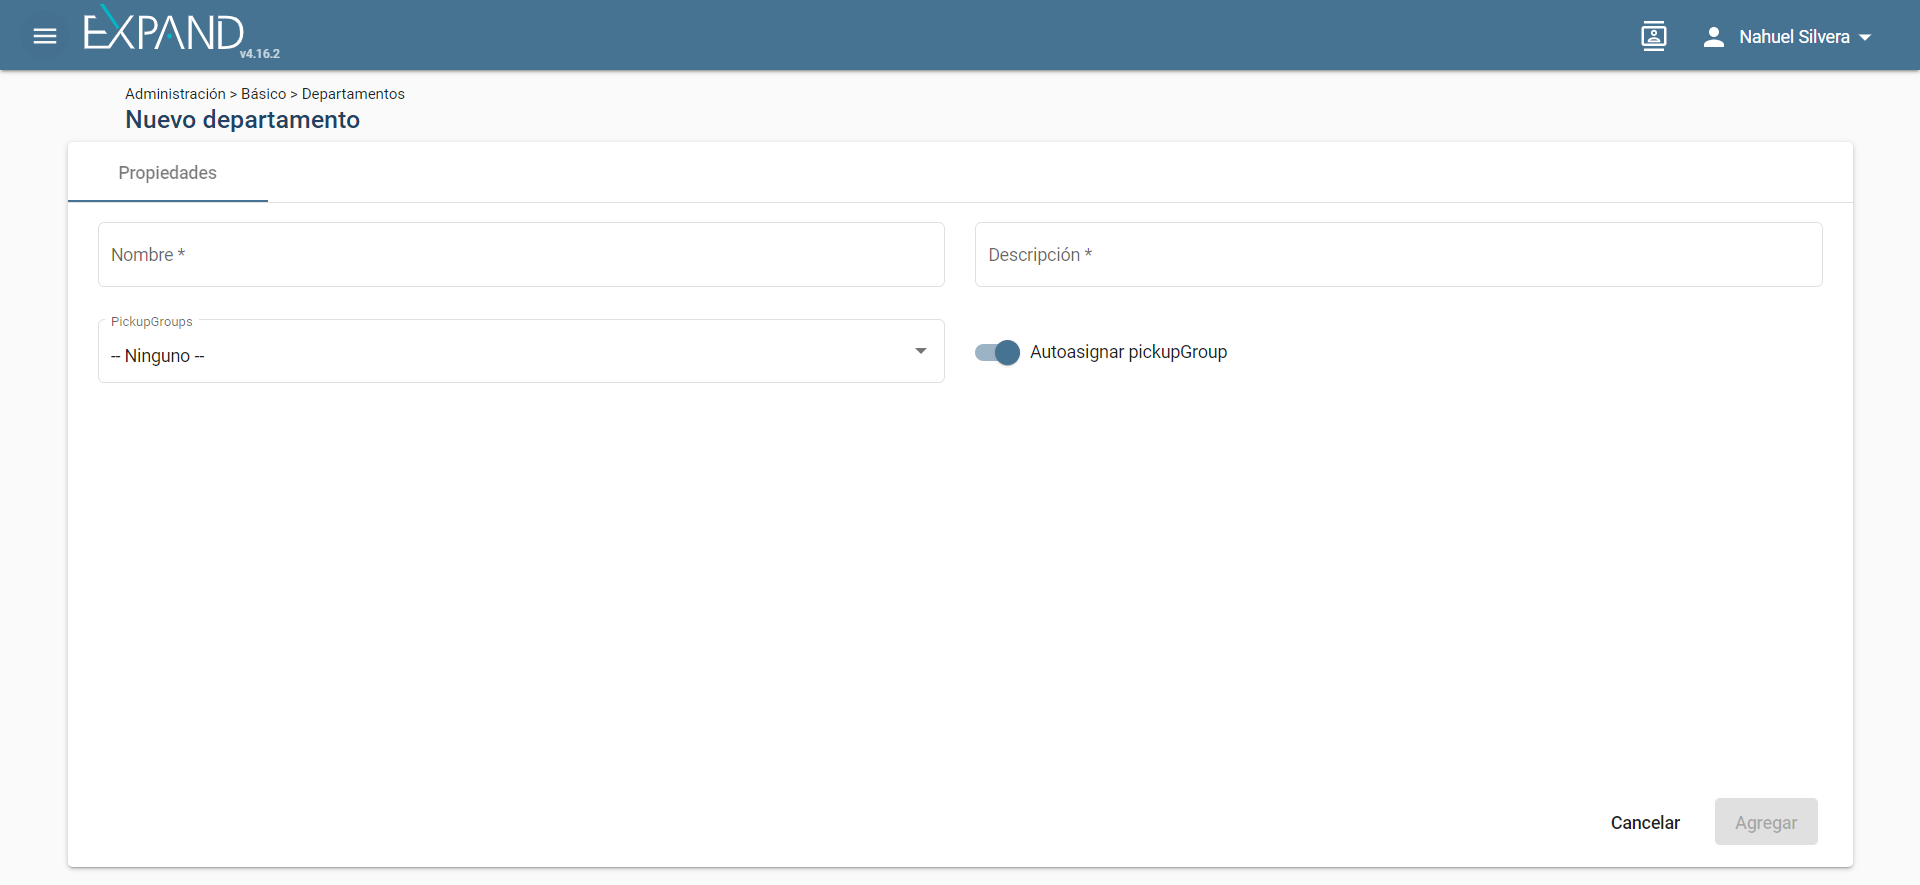 EXPAND
v4.16.2
Nahuel Silvera
Administración > Básico > Departamentos
Nuevo departamento
Propiedades
Nombre *
Descripción *
PickupGroups
-- Ninguno --
Autoasignar pickupGroup
Cancelar
Agregar